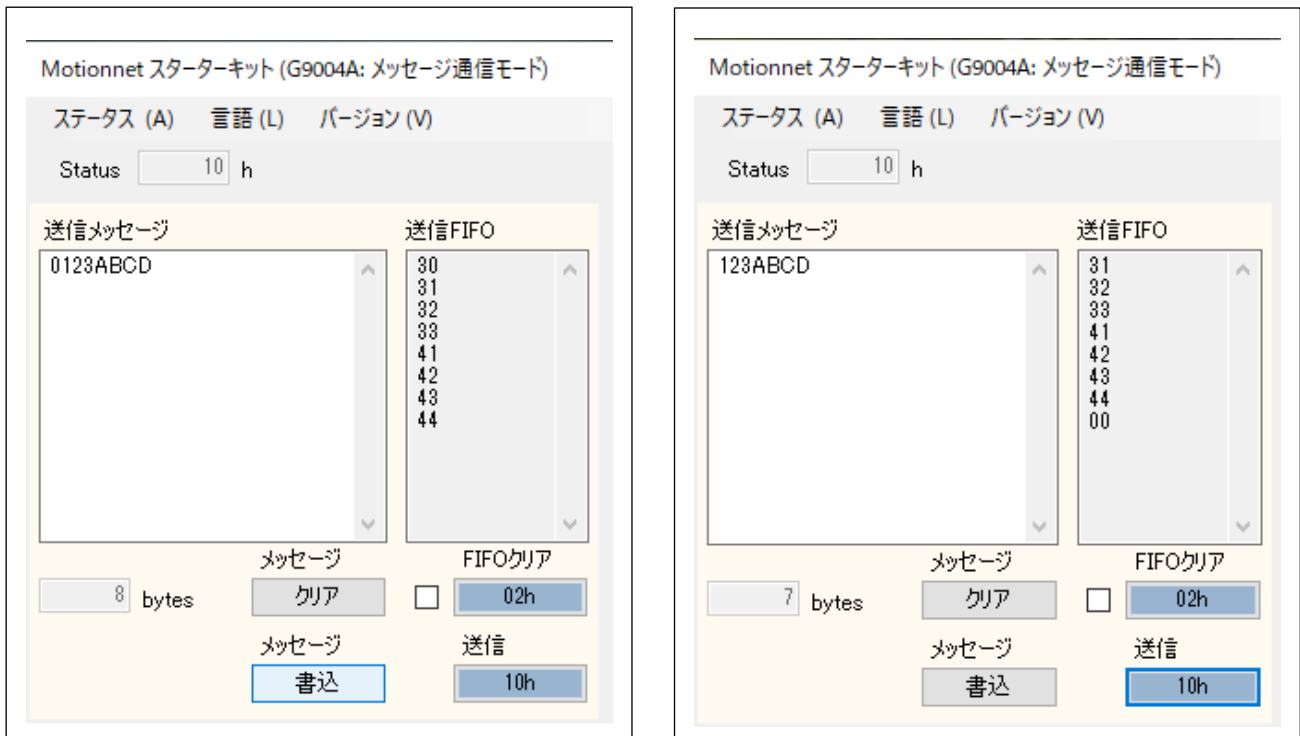 Motionnet スターターキット (G9004A: メッセージ通信モード)
ステータス (A) 言語 (L) バージョン (V)
Status 10 h
送信メッセージ 送信FIFO
0123ABCD
30
31
32
33
41
42
43
44
メッセージ FIFOクリア
8 bytes クリア 02h
メッセージ 送信
書込 10h
Motionnet スターターキット (G9004A: メッセージ通信モード)
ステータス (A) 言語 (L) バージョン (V)
Status 10 h
送信メッセージ 送信FIFO
123ABCD
31
32
33
41
42
43
44
00
メッセージ FIFOクリア
7 bytes クリア 02h
メッセージ 送信
書込 10h